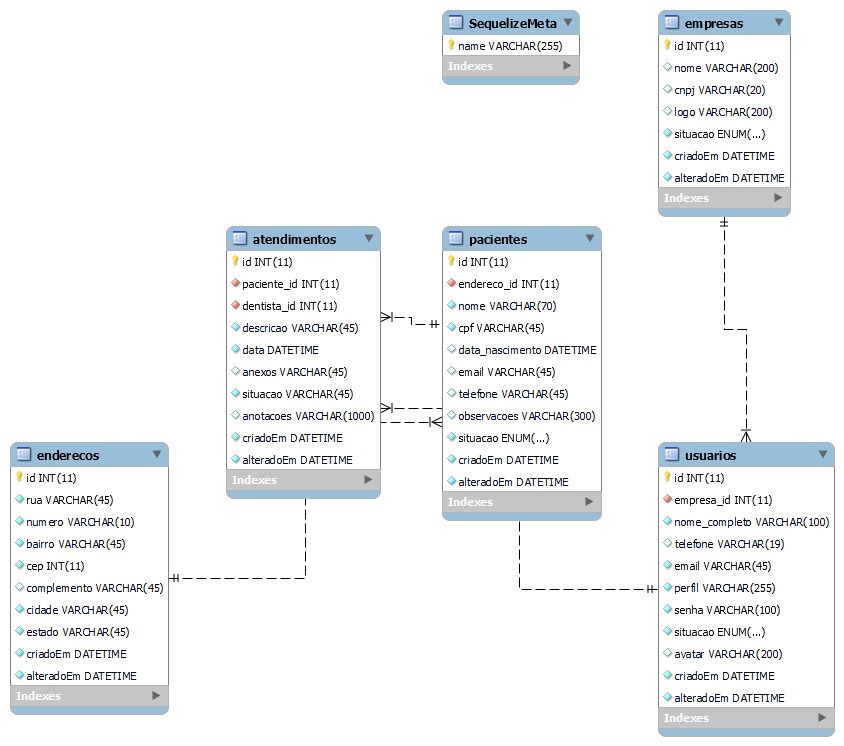 SequelizeMeta
name VARCHAR(255)
Indexes
empresas
id INT(11)
nome VARCHAR(200)
cnpj VARCHAR(20)
logo VARCHAR(200)
situacao ENUM(...)
criadoEm DATETIME
alteradoEm DATETIME
Indexes
atendimentos
id INT(11)
paciente_id INT(11)
dentista_id INT(11)
descricao VARCHAR(45)
data DATETIME
anexos VARCHAR(45)
situacao VARCHAR(45)
anotacoes VARCHAR(1000)
criadoEm DATETIME
alteradoEm DATETIME
Indexes
pacientes
id INT(11)
endereco_id INT(11)
nome VARCHAR(70)
cpf VARCHAR(45)
data_nascimento DATETIME
email VARCHAR(45)
telefone VARCHAR(45)
observacoes VARCHAR(300)
situacao ENUM(...)
criadoEm DATETIME
alteradoEm DATETIME
Indexes
enderecos
id INT(11)
rua VARCHAR(45)
numero VARCHAR(10)
bairro VARCHAR(45)
cep INT(11)
complemento VARCHAR(45)
cidade VARCHAR(45)
estado VARCHAR(45)
criadoEm DATETIME
alteradoEm DATETIME
Indexes
usuarios
id INT(11)
empresa_id INT(11)
nome_completo VARCHAR(100)
telefone VARCHAR(19)
email VARCHAR(45)
perfil VARCHAR(255)
senha VARCHAR(100)
situacao ENUM(...)
avatar VARCHAR(200)
criadoEm DATETIME
alteradoEm DATETIME
Indexes